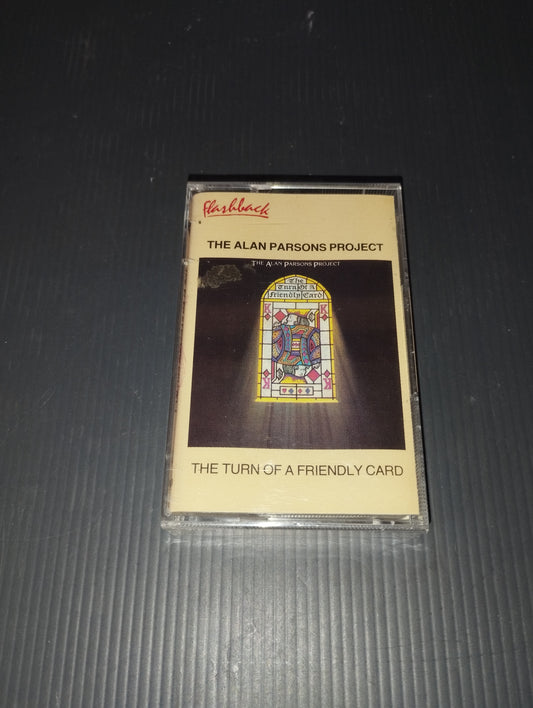 flashback
THE ALAN PARSONS PROJECT
THE ALAN PARSONS PROJECT
The
Turn Of A
Friendly Card
K K
K K
THE TURN OF A FRIENDLY CARD